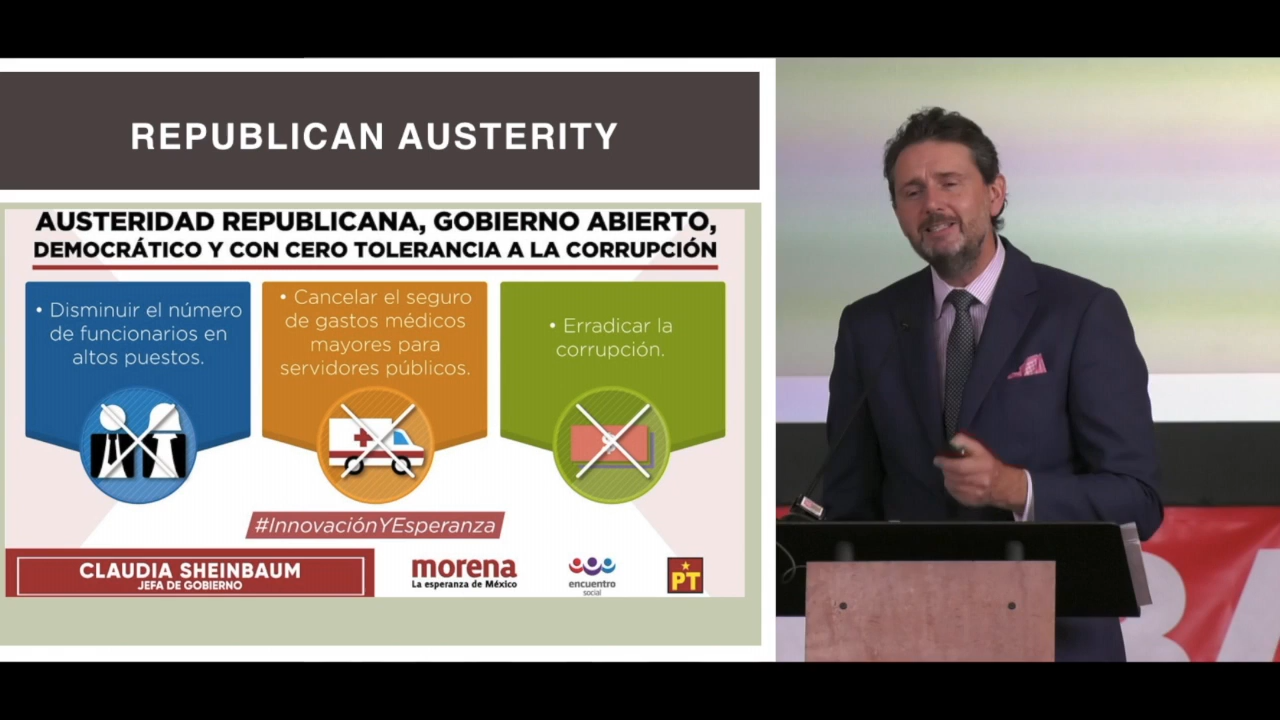 REPUBLICAN AUSTERITY
AUSTERIDAD REPUBLICANA, GOBIERNO ABIERTO,
DEMOCRÁTICO Y CON CERO TOLERANCIA A LA CORRUPCIÓN
• Disminuir el número
de funcionarios en
altos puestos.
• Cancelar el seguro
de gastos médicos
mayores para
servidores públicos.
• Erradicar la
corrupción.
$
#InnovaciónYEsperanza
CLAUDIA SHEINBAUM
JEFA DE GOBIERNO
morena
La esperanza de México
encuentro
social
PT